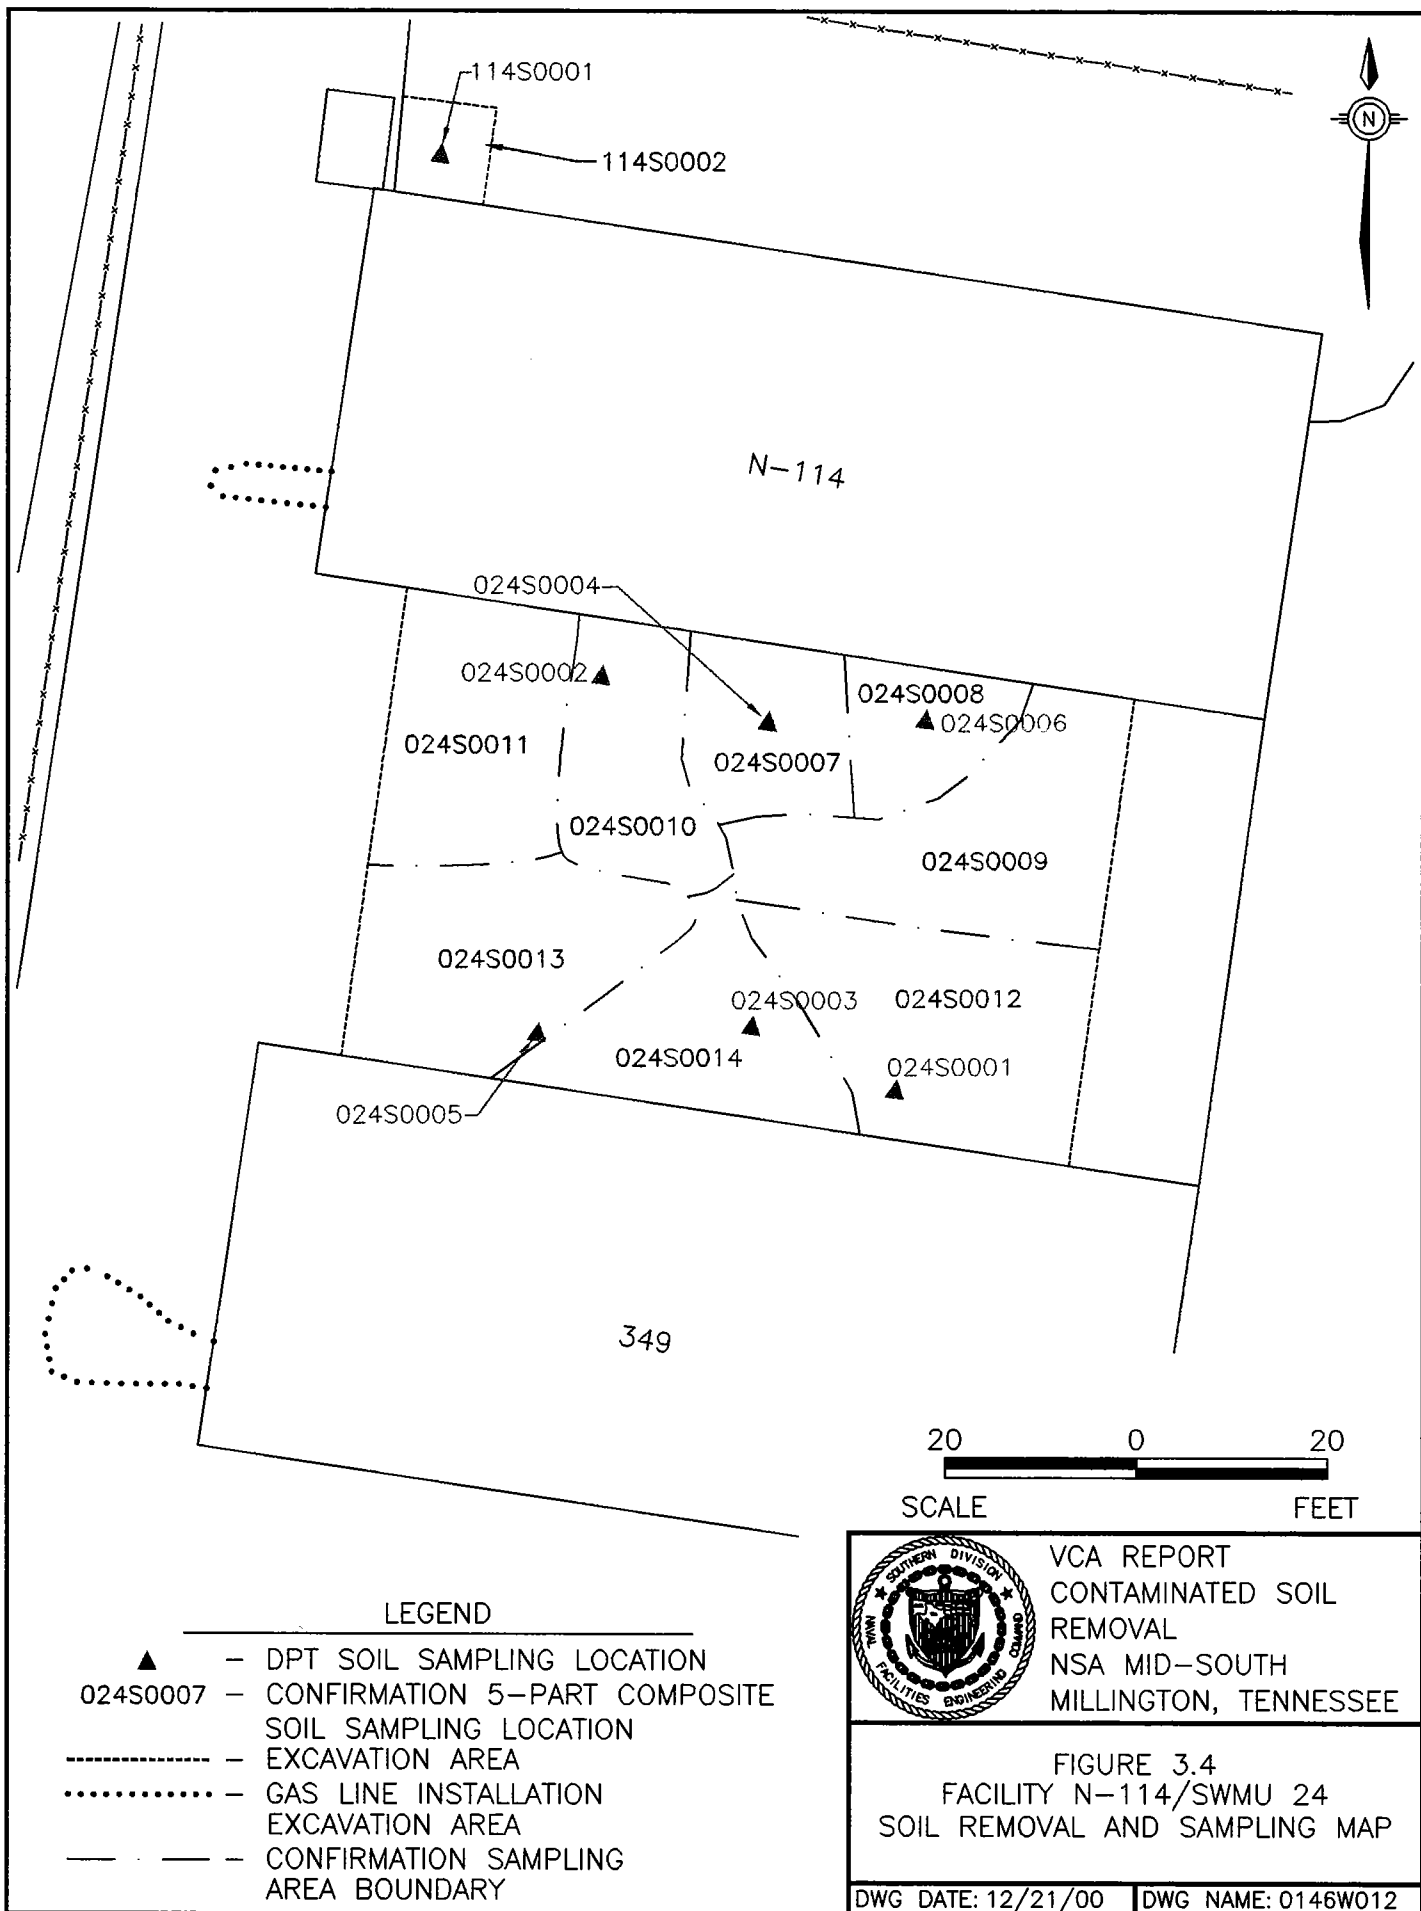 114S0001
114S0002
N
N-114
024S0004
024S0002
024S0008
024S0006
024S0011
024S0007
024S0010
024S0009
024S0013
024S0003
024S0012
024S0014
024S0001
024S0005
349
20 0 20
SCALE FEET
LEGEND
▲ – DPT SOIL SAMPLING LOCATION
024S0007 – CONFIRMATION 5-PART COMPOSITE
SOIL SAMPLING LOCATION
– EXCAVATION AREA
– GAS LINE INSTALLATION
EXCAVATION AREA
– CONFIRMATION SAMPLING
AREA BOUNDARY
SOUTHERN DIVISION
NAVAL FACILITIES ENGINEERING COMMAND
VCA REPORT
CONTAMINATED SOIL
REMOVAL
NSA MID-SOUTH
MILLINGTON, TENNESSEE
FIGURE 3.4
FACILITY N-114/SWMU 24
SOIL REMOVAL AND SAMPLING MAP
DWG DATE: 12/21/00 DWG NAME: 0146W012